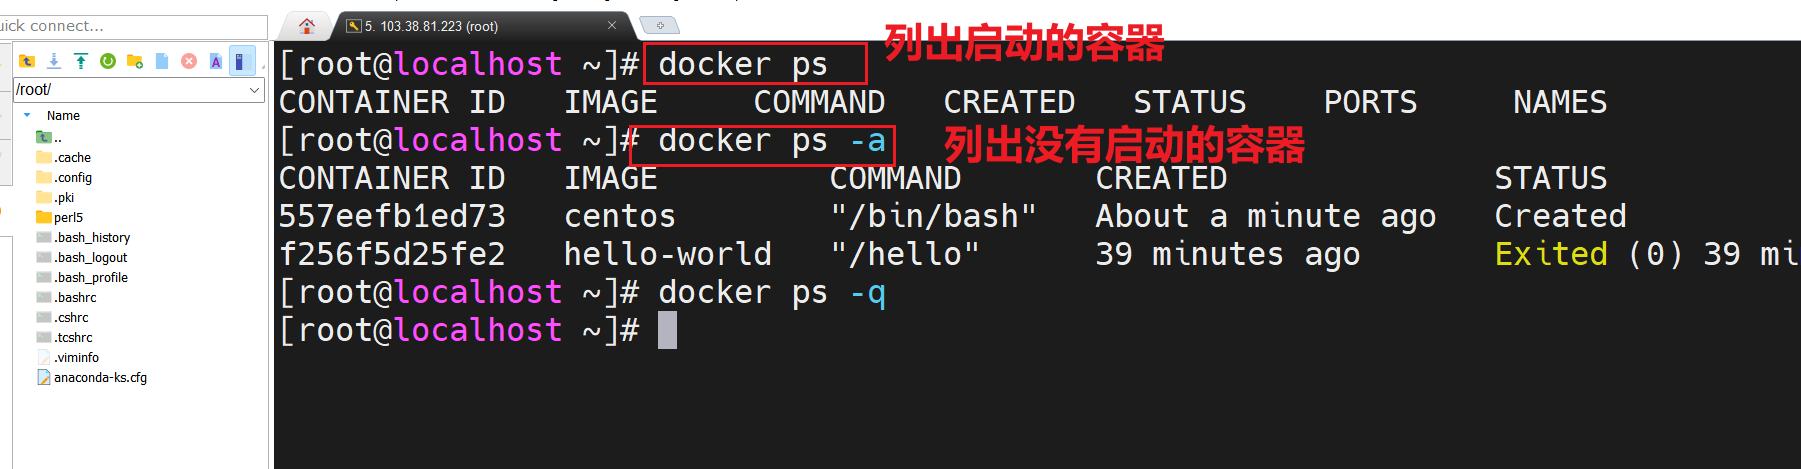 uick connect...
5. 103.38.81.223 (root)
/root/
Name
..
.cache
.config
.pki
perl5
.bash_history
.bash_logout
.bash_profile
.bashrc
.cshrc
.tcshrc
.viminfo
anaconda-ks.cfg
[root@localhost ~]# docker ps
列出启动的容器
CONTAINER ID IMAGE COMMAND CREATED STATUS PORTS NAMES
[root@localhost ~]# docker ps -a
列出没有启动的容器
CONTAINER ID IMAGE COMMAND CREATED STATUS
557eefb1ed73 centos "/bin/bash" About a minute ago Created
f256f5d25fe2 hello-world "/hello" 39 minutes ago Exited (0) 39 mi
[root@localhost ~]# docker ps -q
[root@localhost ~]#